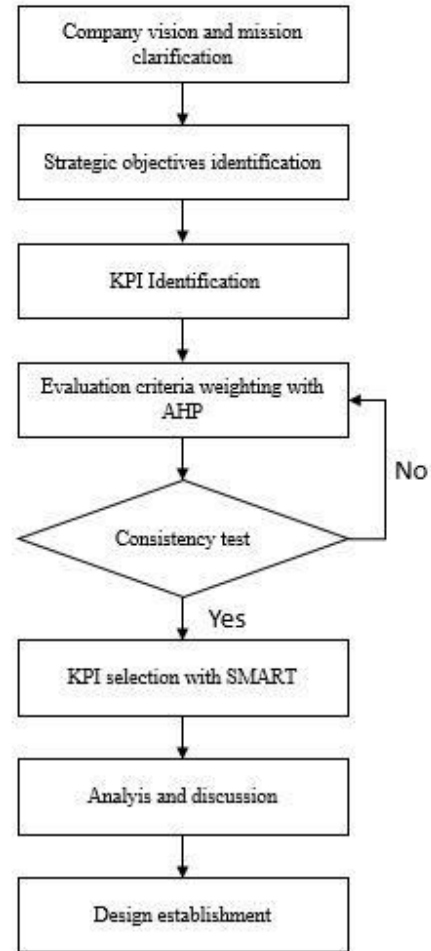 Company vision and mission
clarification
Strategic objectives identification
KPI Identification
Evaluation criteria weighting with
AHP
No
Consistency test
Yes
KPI selection with SMART
Analyis and discussion
Design establishment